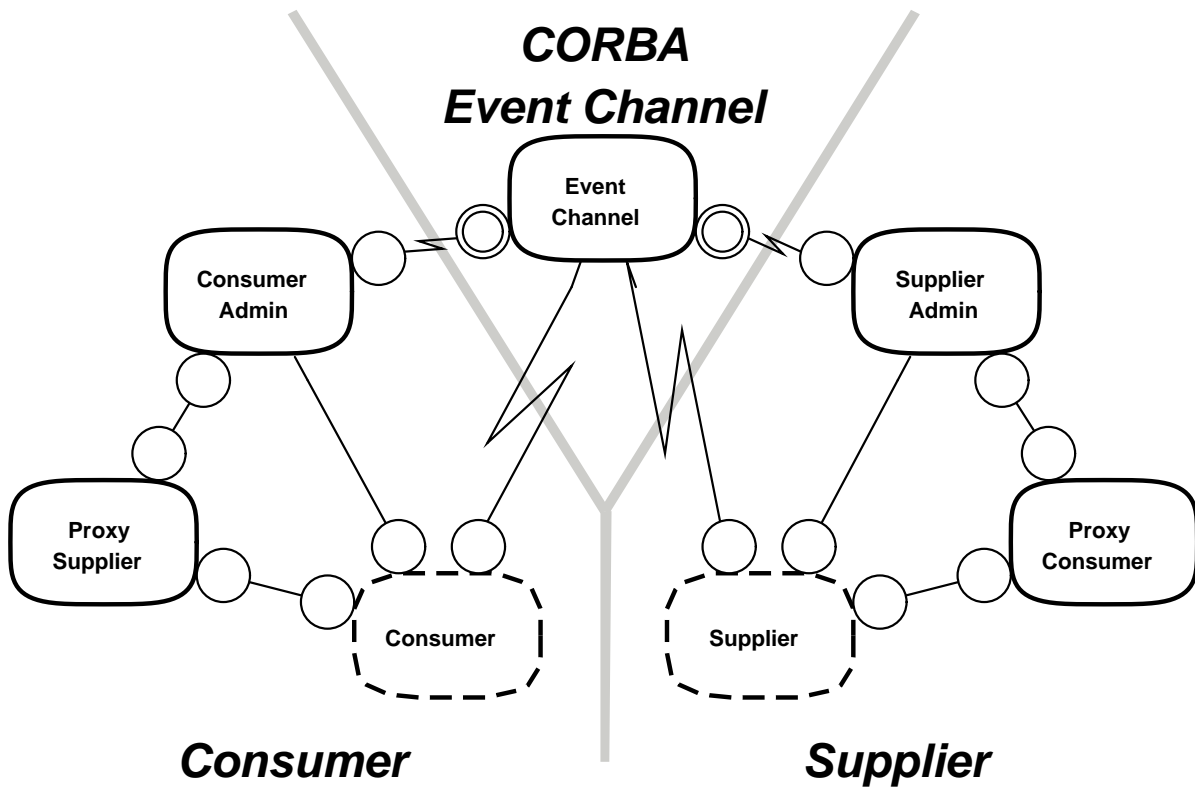 CORBA
Event Channel
Event
Channel
Consumer
Admin
Supplier
Admin
Proxy
Supplier
Proxy
Consumer
Consumer
Supplier
Consumer
Supplier